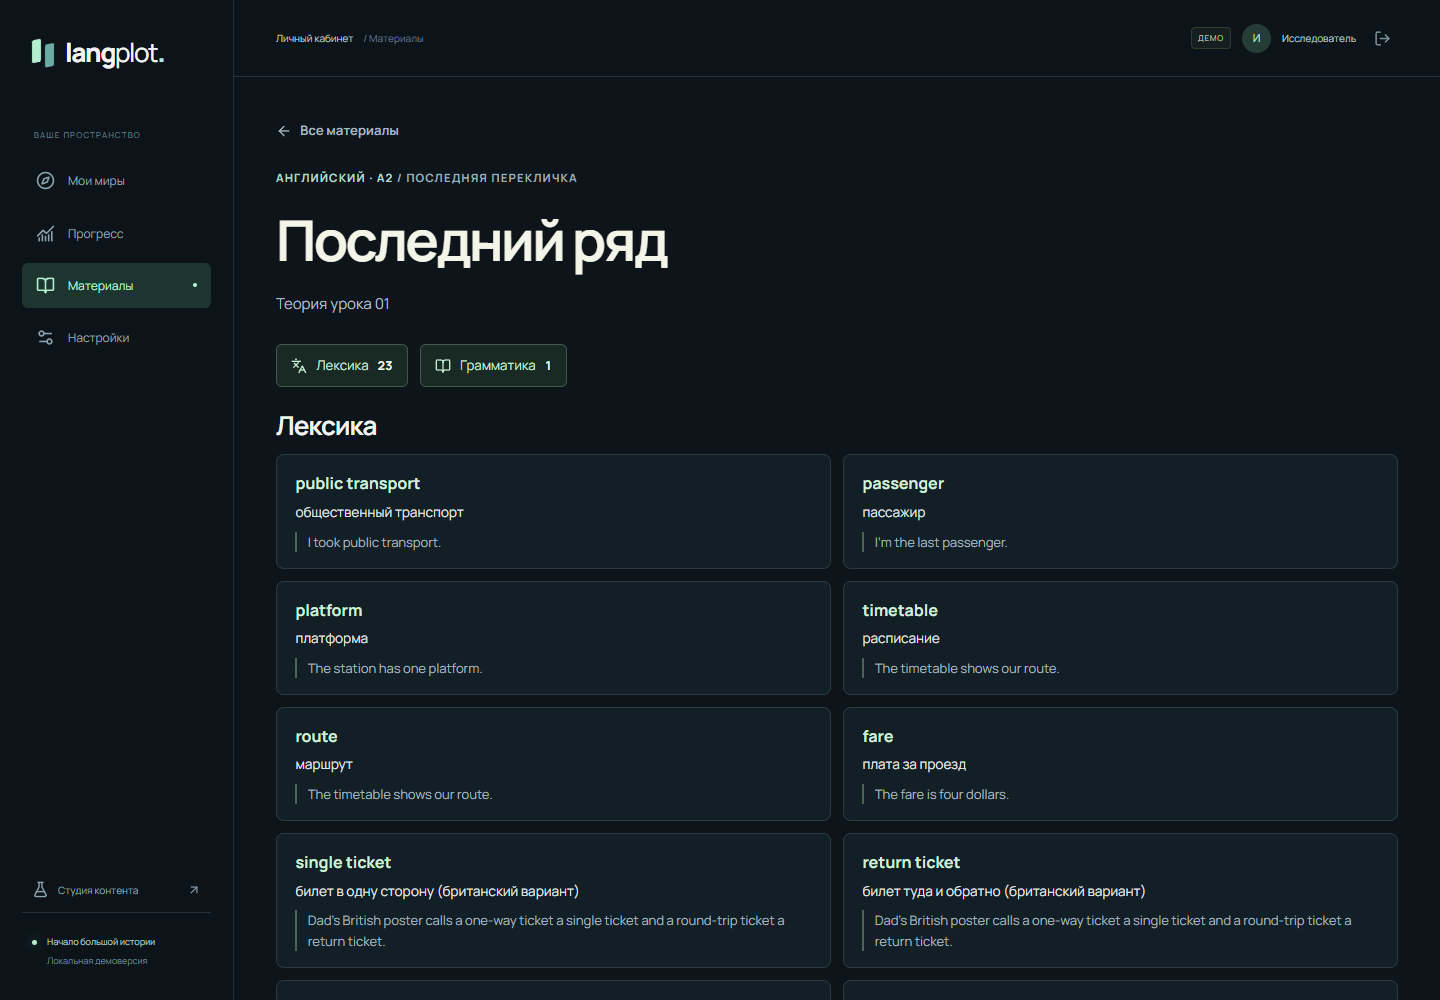 langplot.
Личный кабинет / Материалы
ДЕМО
И
Исследователь
ВАШЕ ПРОСТРАНСТВО
Мои миры
Прогресс
Материалы
Настройки
Студия контента
Начало большой истории
Локальная демоверсия
Все материалы
АНГЛИЙСКИЙ · A2 / ПОСЛЕДНЯЯ ПЕРЕКЛИЧКА
Последний ряд
Теория урока 01
Лексика 23
Грамматика 1
Лексика
public transport
общественный транспорт
I took public transport.
passenger
пассажир
I'm the last passenger.
platform
платформа
The station has one platform.
timetable
расписание
The timetable shows our route.
route
маршрут
The timetable shows our route.
fare
плата за проезд
The fare is four dollars.
single ticket
билет в одну сторону (британский вариант)
Dad's British poster calls a one-way ticket a single ticket and a round-trip ticket a
return ticket.
return ticket
билет туда и обратно (британский вариант)
Dad's British poster calls a one-way ticket a single ticket and a round-trip ticket a
return ticket.